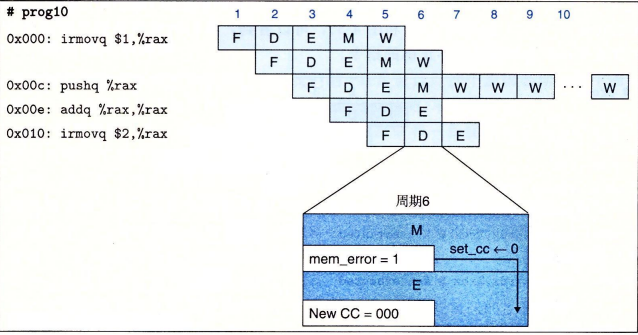 # prog10
1 2 3 4 5 6 7 8 9 10
0x000: irmovq $1,%rax F D E M W
F D E M W
0x00c: pushq %rax F D E M W W W ... W
0x00e: addq %rax,%rax F D E
0x010: irmovq $2,%rax F D E
周期6
M
set_cc ← 0
mem_error = 1
E
New CC = 000